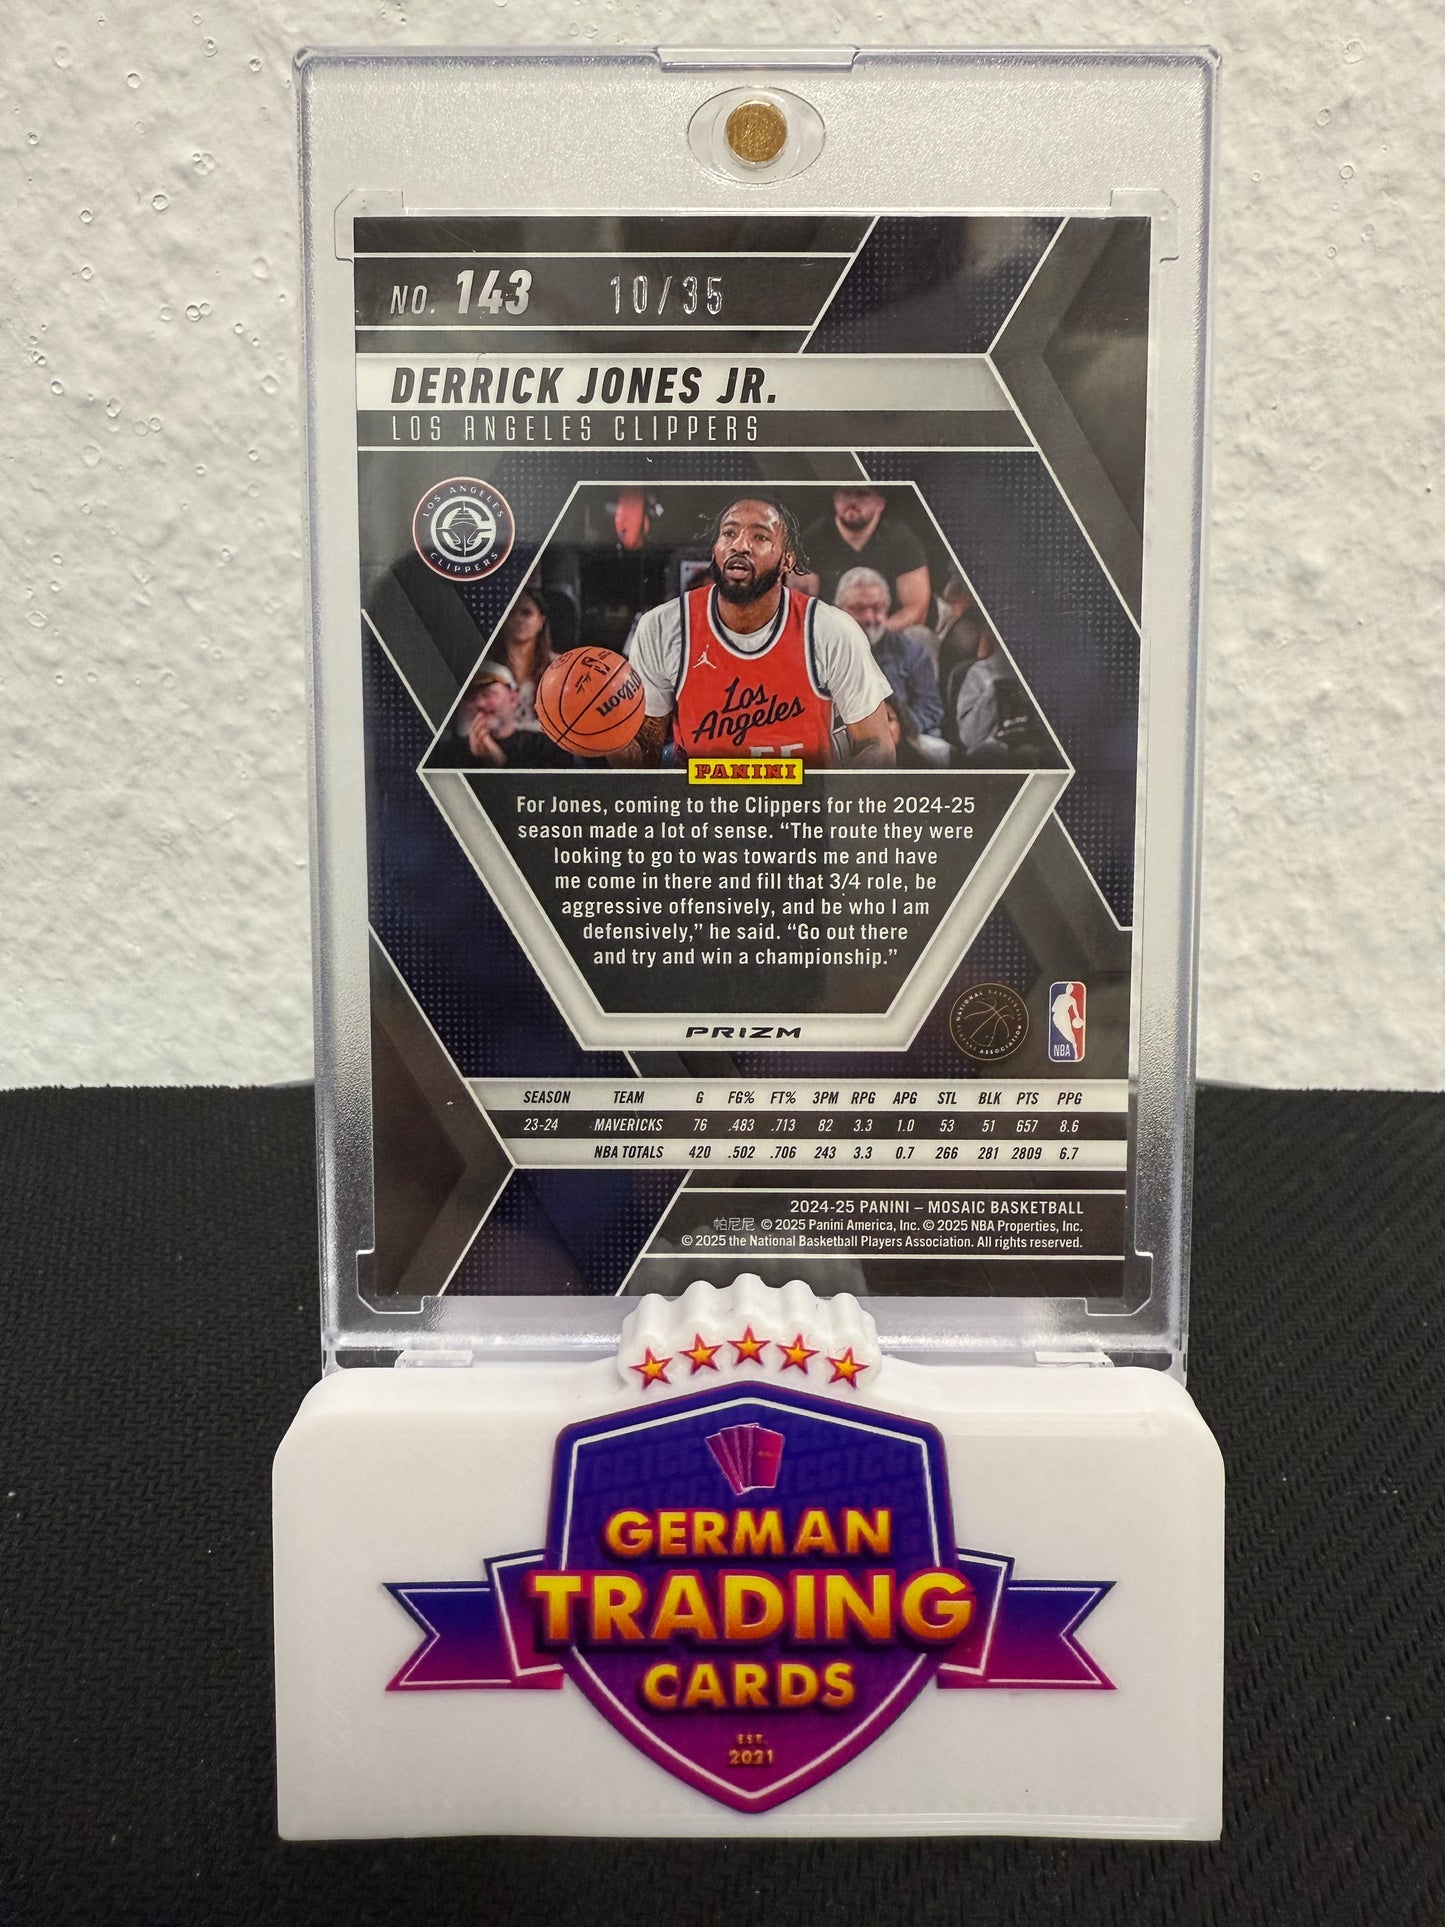 NO. 143 10/35
DERRICK JONES JR.
LOS ANGELES CLIPPERS
LOS ANGELES
C
CLIPPERS
Wilson
Los
Angeles
55
PANINI
For Jones, coming to the Clippers for the 2024-25
season made a lot of sense. “The route they were
looking to go to was towards me and have
me come in there and fill that 3/4 role, be
aggressive offensively, and be who I am
defensively,” he said. “Go out there
and try and win a championship.”
PRIZM
NATIONAL BASKETBALL
ASSOCIATION
NBA
SEASON TEAM G FG% FT% 3PM RPG APG STL BLK PTS PPG
23-24 MAVERICKS 76 .483 .713 82 3.3 1.0 53 51 657 8.6
NBA TOTALS 420 .502 .706 243 3.3 0.7 266 281 2809 6.7
2024-25 PANINI – MOSAIC BASKETBALL
帕尼尼 © 2025 Panini America, Inc. © 2025 NBA Properties, Inc.
© 2025 the National Basketball Players Association. All rights reserved.
GERMAN
TRADING
CARDS
EST.
2021